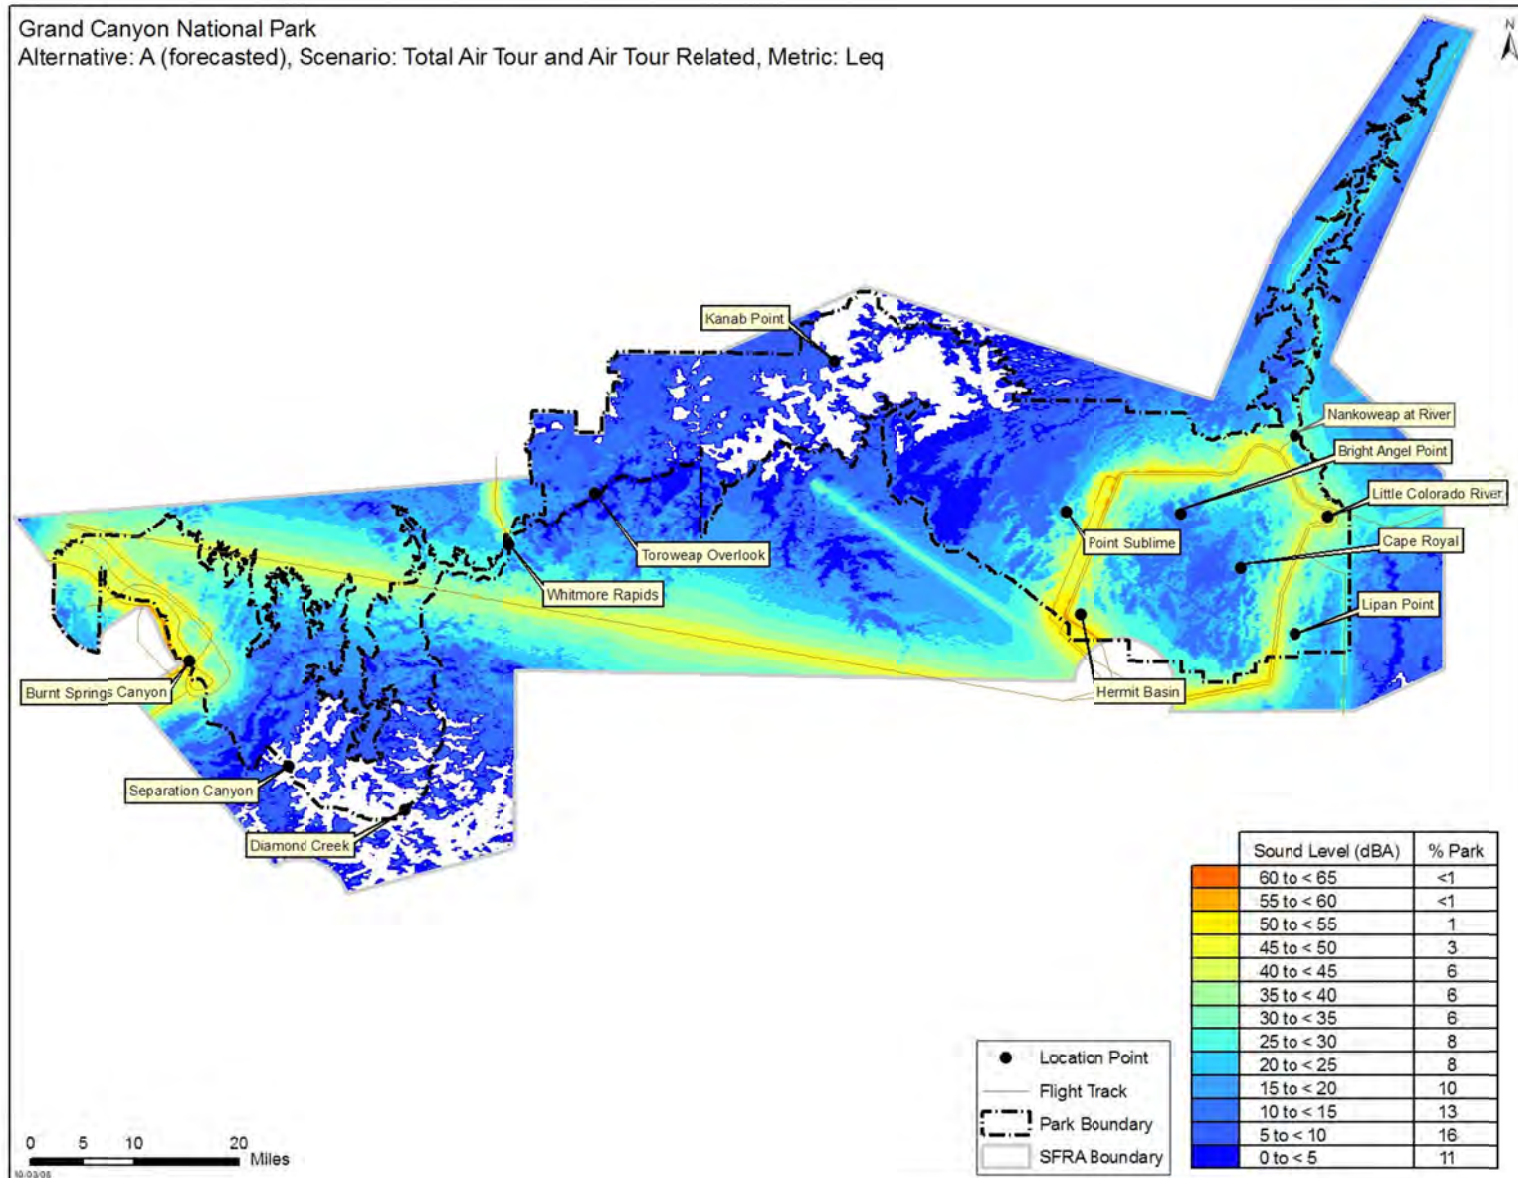 Grand Canyon National Park
Alternative: A (forecasted), Scenario: Total Air Tour and Air Tour Related, Metric: Leq
N
Kanab Point
Nankoweap at River
Bright Angel Point
Little Colorado River
Point Sublime
Cape Royal
Toroweap Overlook
Whitmore Rapids
Lipan Point
Burnt Springs Canyon
Hermit Basin
Separation Canyon
Diamond Creek
Sound Level (dBA) % Park
60 to < 65 <1
55 to < 60 <1
50 to < 55 1
45 to < 50 3
40 to < 45 6
35 to < 40 6
30 to < 35 6
25 to < 30 8
20 to < 25 8
15 to < 20 10
10 to < 15 13
5 to < 10 16
0 to < 5 11
Location Point
Flight Track
Park Boundary
SFRA Boundary
0 5 10 20
Miles